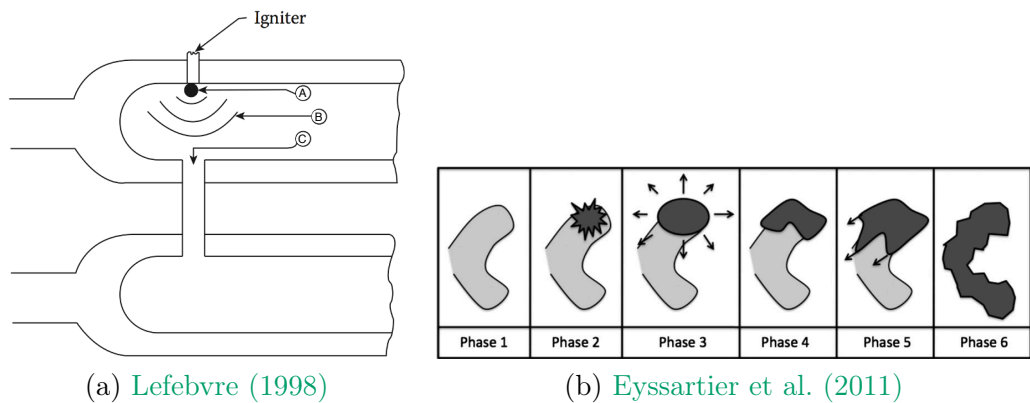 Igniter
A
B
C
Phase 1 Phase 2 Phase 3 Phase 4 Phase 5 Phase 6
(a) Lefebvre (1998) (b) Eyssartier et al. (2011)